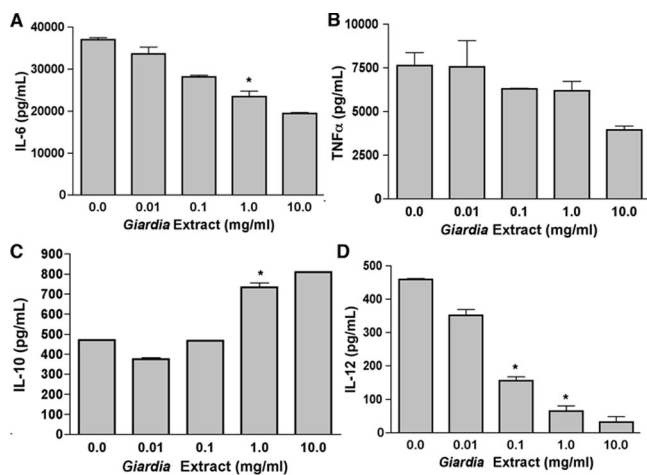 A
IL-6 (pg/mL)
40000
30000
20000
10000
0
*
0.0 0.01 0.1 1.0 10.0
Giardia Extract (mg/ml)
B
TNFα (pg/mL)
10000
7500
5000
2500
0
0.0 0.01 0.1 1.0 10.0
Giardia Extract (mg/ml)
C
IL-10 (pg/mL)
900
800
700
600
500
400
300
200
100
0
*
0.0 0.01 0.1 1.0 10.0
Giardia Extract (mg/ml)
D
IL-12 (pg/mL)
500
400
300
200
100
0
* *
0.0 0.01 0.1 1.0 10.0
Giardia Extract (mg/ml)